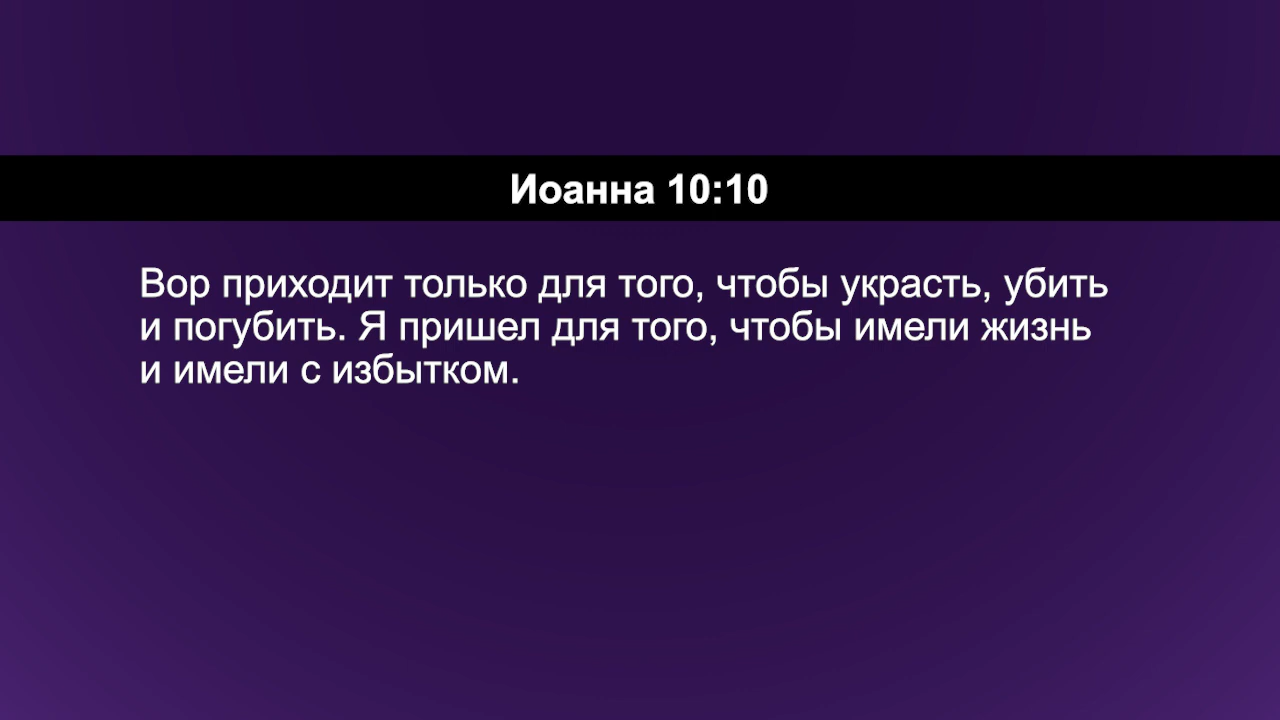 Иоанна 10:10
Вор приходит только для того, чтобы украсть, убить
и погубить. Я пришел для того, чтобы имели жизнь
и имели с избытком.